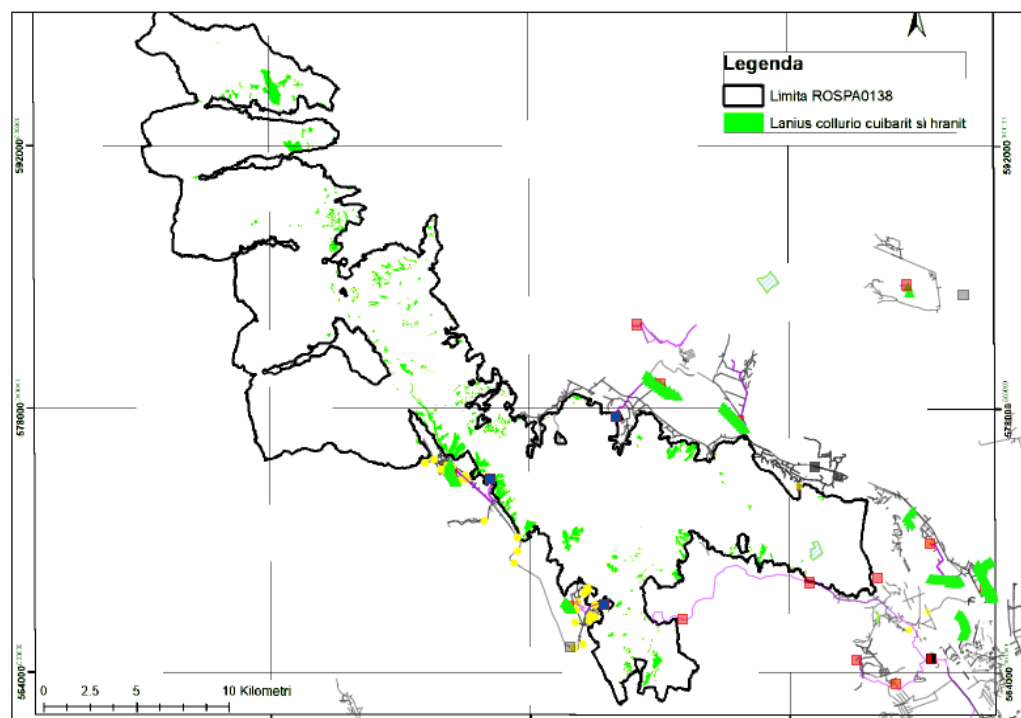 Legenda
Limita ROSPA0138
Lanius collurio cuibarit si hranit
592000
592000
578000
578000
564000
564000
0 2.5 5 10 Kilometri